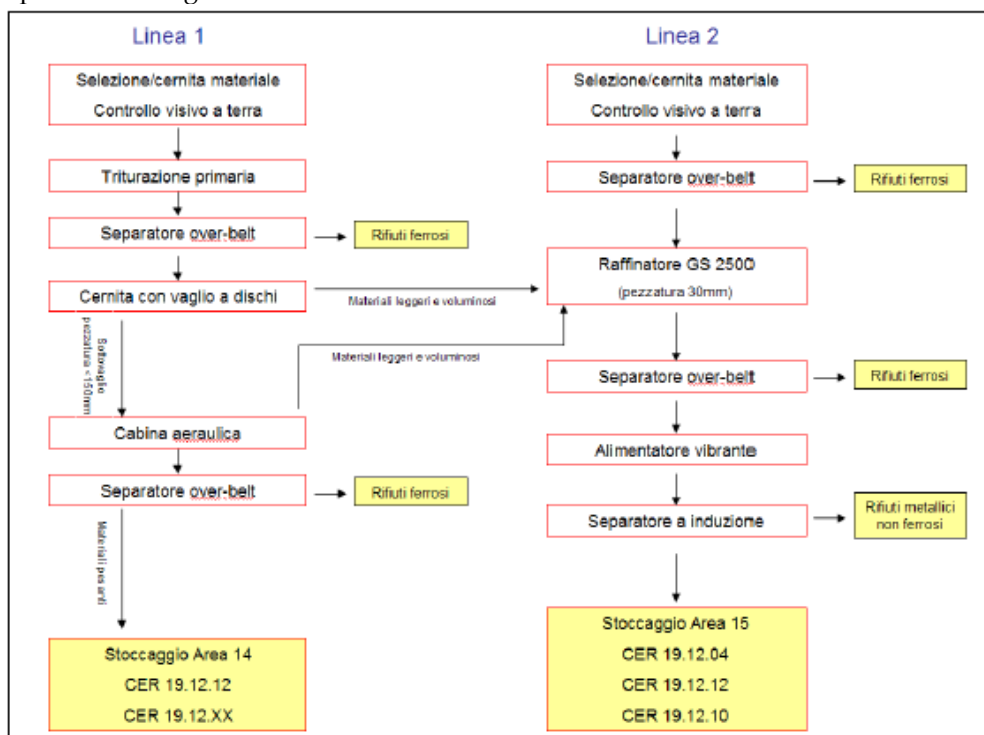 Linea 1
Selezione/cernita materiale
Controllo visivo a terra
Triturazione primaria
Separatore over-belt
Rifiuti ferrosi
Cernita con vaglio a dischi
Materiali leggeri e voluminosi
Sottovaglio
pezzatura <150mm
Materiali leggeri e voluminosi
Cabina aeraulica
Separatore over-belt
Rifiuti ferrosi
Materiali pesanti
Stoccaggio Area 14
CER 19.12.12
CER 19.12.XX
Linea 2
Selezione/cernita materiale
Controllo visivo a terra
Separatore over-belt
Rifiuti ferrosi
Raffinatore GS 2500
(pezzatura 30mm)
Separatore over-belt
Rifiuti ferrosi
Alimentatore vibrante
Separatore a induzione
Rifiuti metallici
non ferrosi
Stoccaggio Area 15
CER 19.12.04
CER 19.12.12
CER 19.12.10